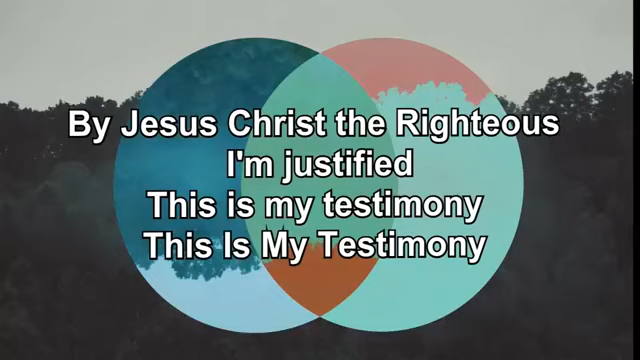 By Jesus Christ the Righteous
I'm justified
This is my testimony
This Is My Testimony